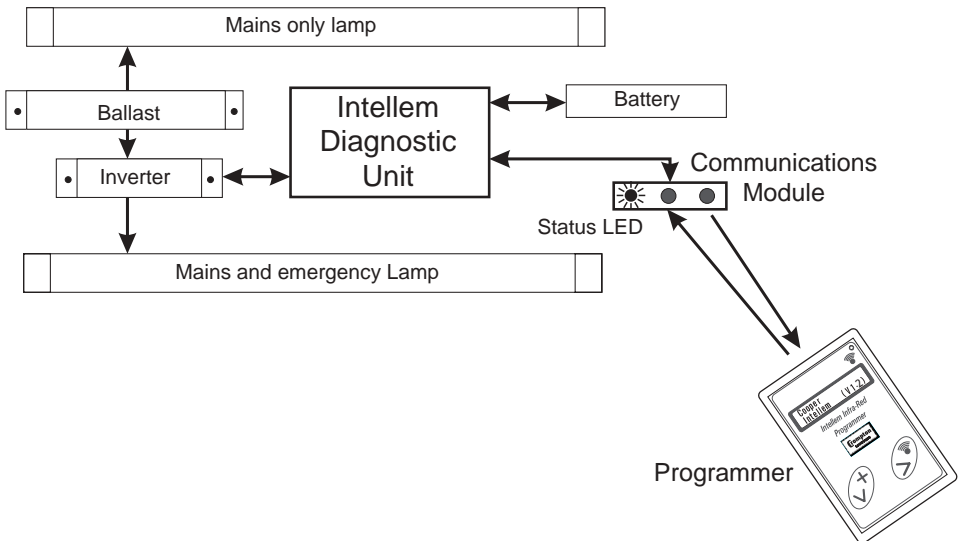 Mains only lamp
Ballast
Inverter
Intellem
Diagnostic
Unit
Battery
Communications
Module
Status LED
Mains and emergency Lamp
Programmer
Cooper (V1.2)
Intellem
Intellem Infra-Red
Programmer
Crompton